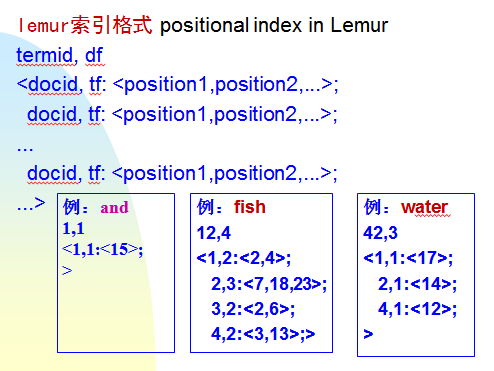 lemur索引格式 positional index in Lemur
termid, df
<docid, tf: <position1,position2,...>;
docid, tf: <position1,position2,...>;
...
docid, tf: <position1,position2,...>;
...>
例：and
1,1
<1,1:<15>;
>
例：fish
12,4
<1,2:<2,4>;
2,3:<7,18,23>;
3,2:<2,6>;
4,2:<3,13>;>
例：water
42,3
<1,1:<17>;
2,1:<14>;
4,1:<12>;
>